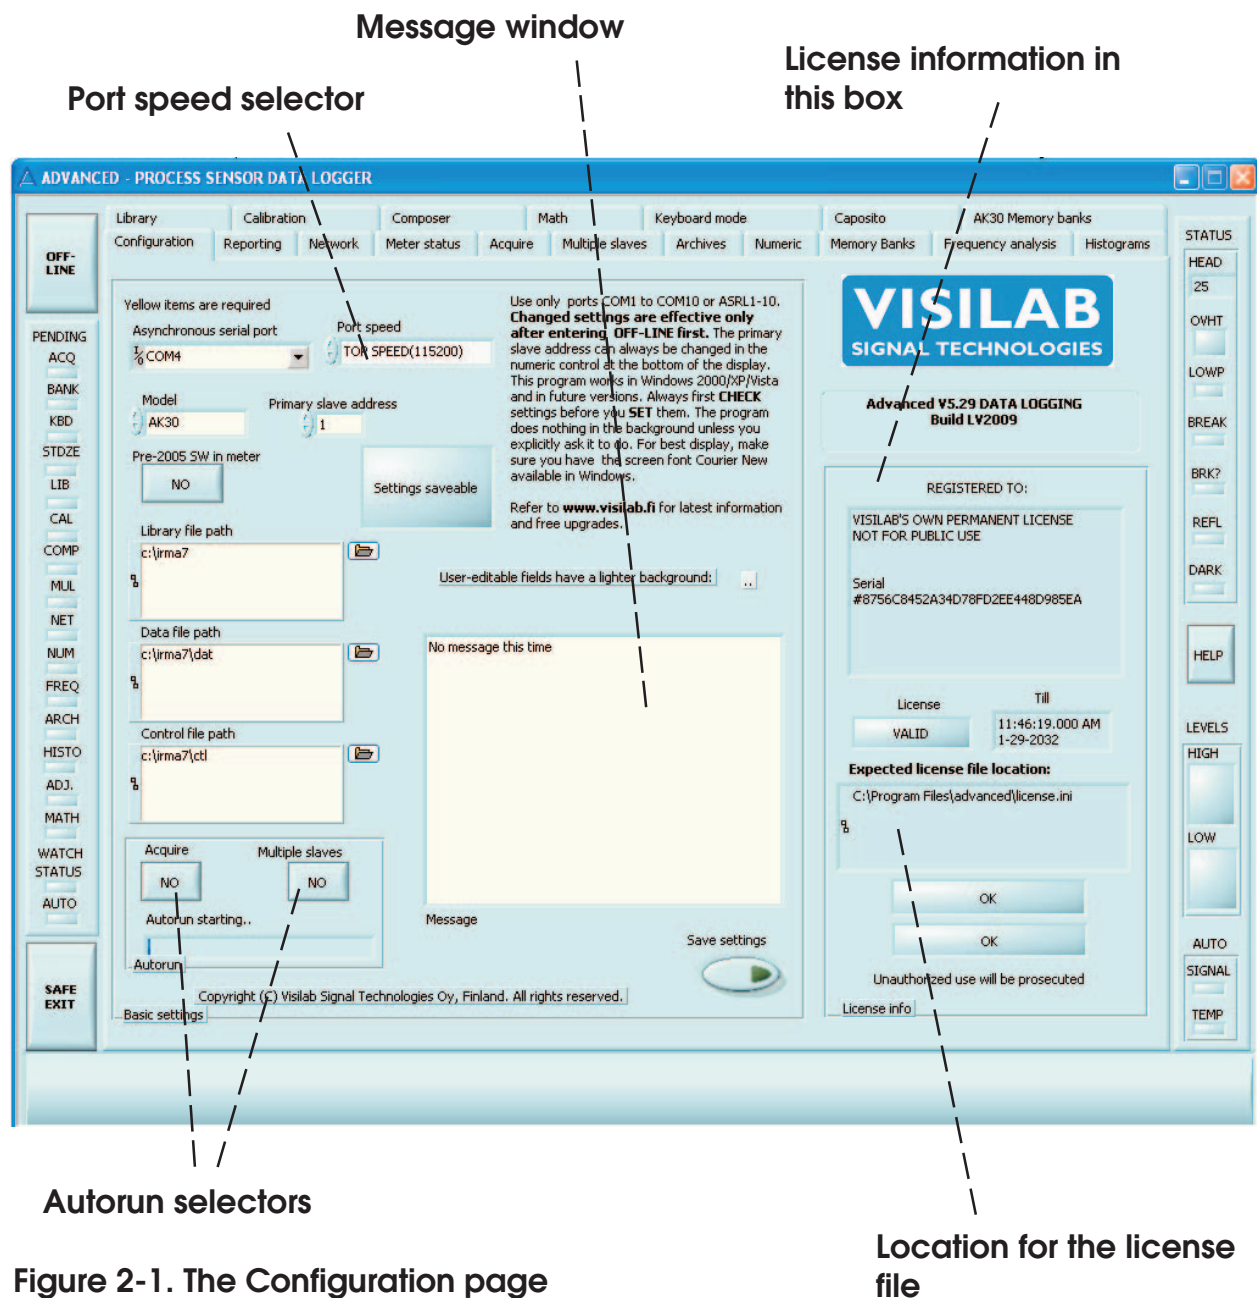 Message window
License information in
this box
Port speed selector
ADVANCED - PROCESS SENSOR DATA LOGGER
Library
Calibration
Composer
Math
Keyboard mode
Caposito
AK30 Memory banks
Configuration
Reporting
Network
Meter status
Acquire
Multiple slaves
Archives
Numeric
Memory Banks
Frequency analysis
Histograms
OFF-
LINE
PENDING
ACQ
BANK
KBD
STDZE
LIB
CAL
COMP
MUL
NET
NUM
FREQ
ARCH
HISTO
ADJ.
MATH
WATCH
STATUS
AUTO
SAFE
EXIT
Yellow items are required
Asynchronous serial port
COM4
Port speed
TOP SPEED(115200)
Model
AK30
Primary slave address
1
Pre-2005 SW in meter
NO
Settings saveable
Use only ports COM1 to COM10 or ASRL1-10.
Changed settings are effective only
after entering OFF-LINE first. The primary
slave address can always be changed in the
numeric control at the bottom of the display.
This program works in Windows 2000/XP/Vista
and in future versions. Always first CHECK
settings before you SET them. The program
does nothing in the background unless you
explicitly ask it to do. For best display, make
sure you have the screen font Courier New
available in Windows.
Refer to www.visilab.fi for latest information
and free upgrades.
Library file path
c:\irma7
User-editable fields have a lighter background:
..
Data file path
c:\irma7\dat
Control file path
c:\irma7\ctl
No message this time
Message
Acquire
NO
Multiple slaves
NO
Autorun starting..
Autorun
Save settings
Copyright (C) Visilab Signal Technologies Oy, Finland. All rights reserved.
Basic settings
VISILAB
SIGNAL TECHNOLOGIES
Advanced V5.29 DATA LOGGING
Build LV2009
REGISTERED TO:
VISILAB'S OWN PERMANENT LICENSE
NOT FOR PUBLIC USE
Serial
#8756C8452A34D78FD2EE448D985EA
License
VALID
Till
11:46:19.000 AM
1-29-2032
Expected license file location:
C:\Program Files\advanced\license.ini
OK
OK
Unauthorized use will be prosecuted
License info
STATUS
HEAD
25
OVHT
LOWP
BREAK
BRK?
REFL
DARK
HELP
LEVELS
HIGH
LOW
AUTO
SIGNAL
TEMP
Autorun selectors
Location for the license
file
Figure 2-1. The Configuration page